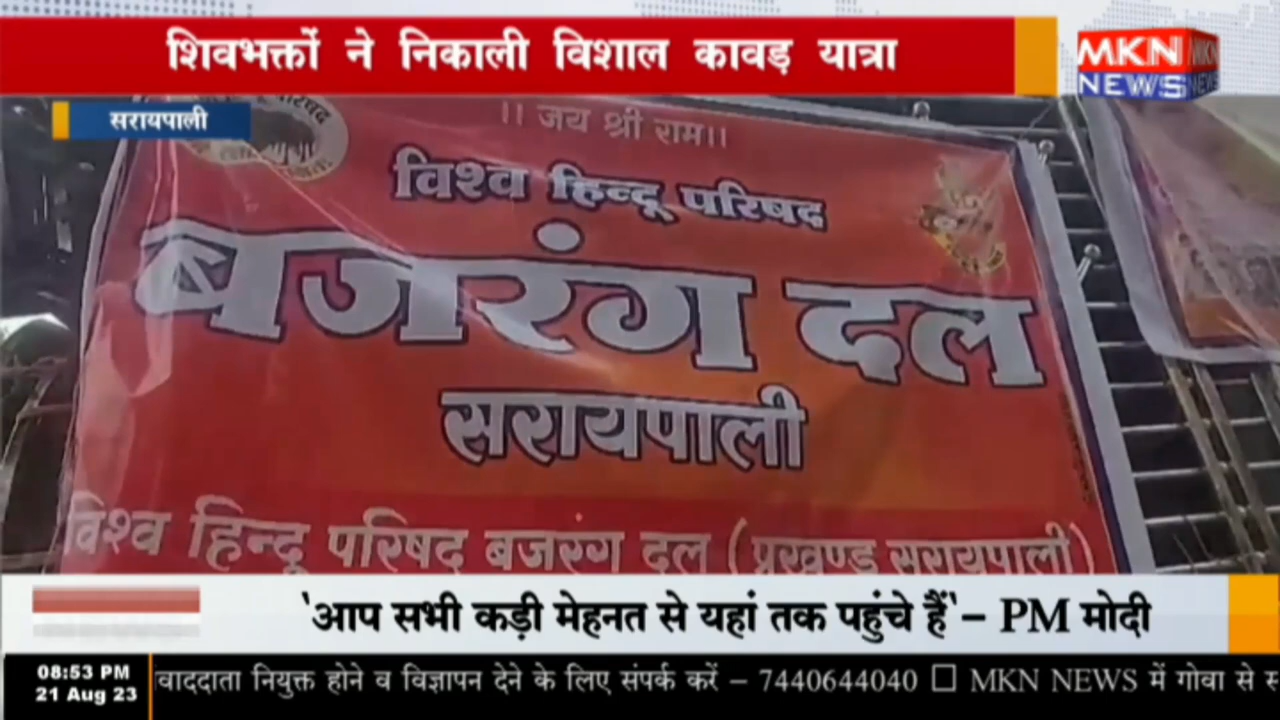 शिवभक्तों ने निकाली विशाल कावड़ यात्रा
MKN
NEWS
सरायपाली
।। जय श्री राम।।
विश्व हिन्दू परिषद
बजरंग दल
सरायपाली
विश्व हिन्दू परिषद बजरंग दल (प्रखण्ड सरायपाली)
'आप सभी कड़ी मेहनत से यहां तक पहुंचे हैं'– PM मोदी
08:53 PM
21 Aug 23
वाददाता नियुक्त होने व विज्ञापन देने के लिए संपर्क करें – 7440644040 □ MKN NEWS में गोवा से स